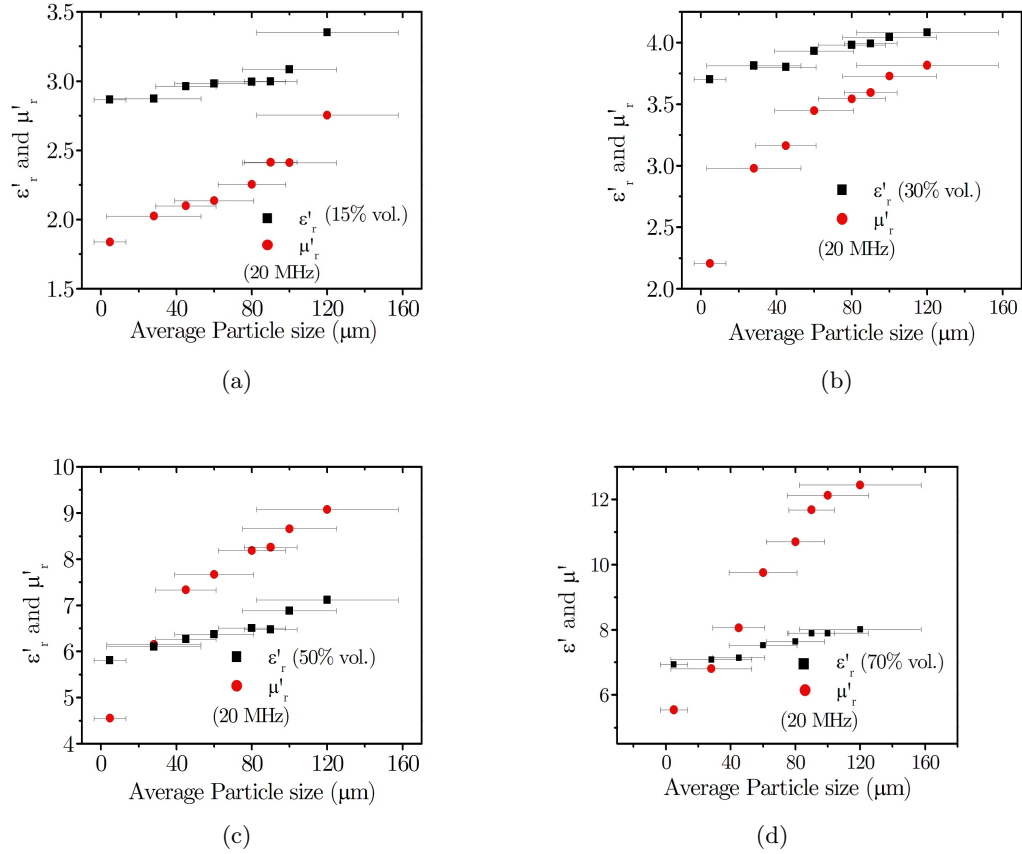 3.5
3.0
2.5
2.0
1.5
ε'r and μ'r
ε'r (15% vol.)
μ'r
(20 MHz)
0 40 80 120 160
Average Particle size (μm)
(a)
4.0
3.5
3.0
2.5
2.0
ε'r and μ'r
ε'r (30% vol.)
μ'r
(20 MHz)
0 40 80 120 160
Average Particle size (μm)
(b)
10
9
8
7
6
5
4
ε'r and μ'r
ε'r (50% vol.)
μ'r
(20 MHz)
0 40 80 120 160
Average Particle size (μm)
(c)
12
10
8
6
ε' and μ'
ε'r (70% vol.)
μ'r
(20 MHz)
0 40 80 120 160
Average Particle size (μm)
(d)